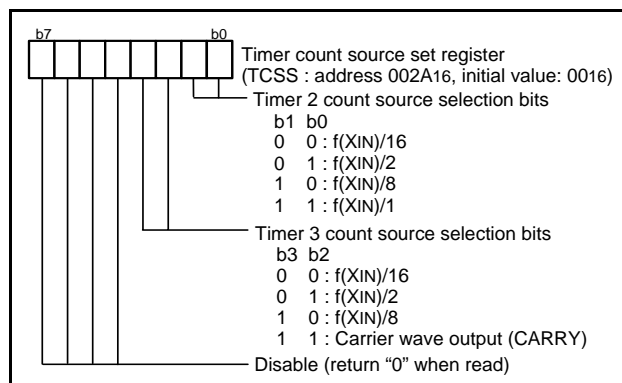 b7 b0
Timer count source set register
(TCSS : address 002A16, initial value: 0016)
Timer 2 count source selection bits
b1 b0
0 0 : f(XIN)/16
0 1 : f(XIN)/2
1 0 : f(XIN)/8
1 1 : f(XIN)/1
Timer 3 count source selection bits
b3 b2
0 0 : f(XIN)/16
0 1 : f(XIN)/2
1 0 : f(XIN)/8
1 1 : Carrier wave output (CARRY)
Disable (return “0” when read)